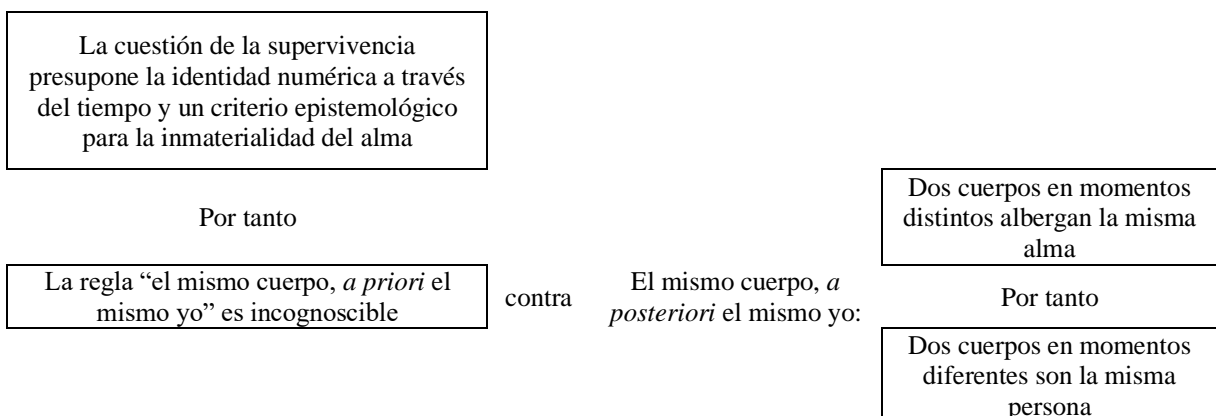 La cuestión de la supervivencia
presupone la identidad numérica a través
del tiempo y un criterio epistemológico
para la inmaterialidad del alma
Por tanto
La regla “el mismo cuerpo, a priori el
mismo yo” es incognoscible
contra
El mismo cuerpo, a
posteriori el mismo yo:
Dos cuerpos en momentos
distintos albergan la misma
alma
Por tanto
Dos cuerpos en momentos
diferentes son la misma
persona